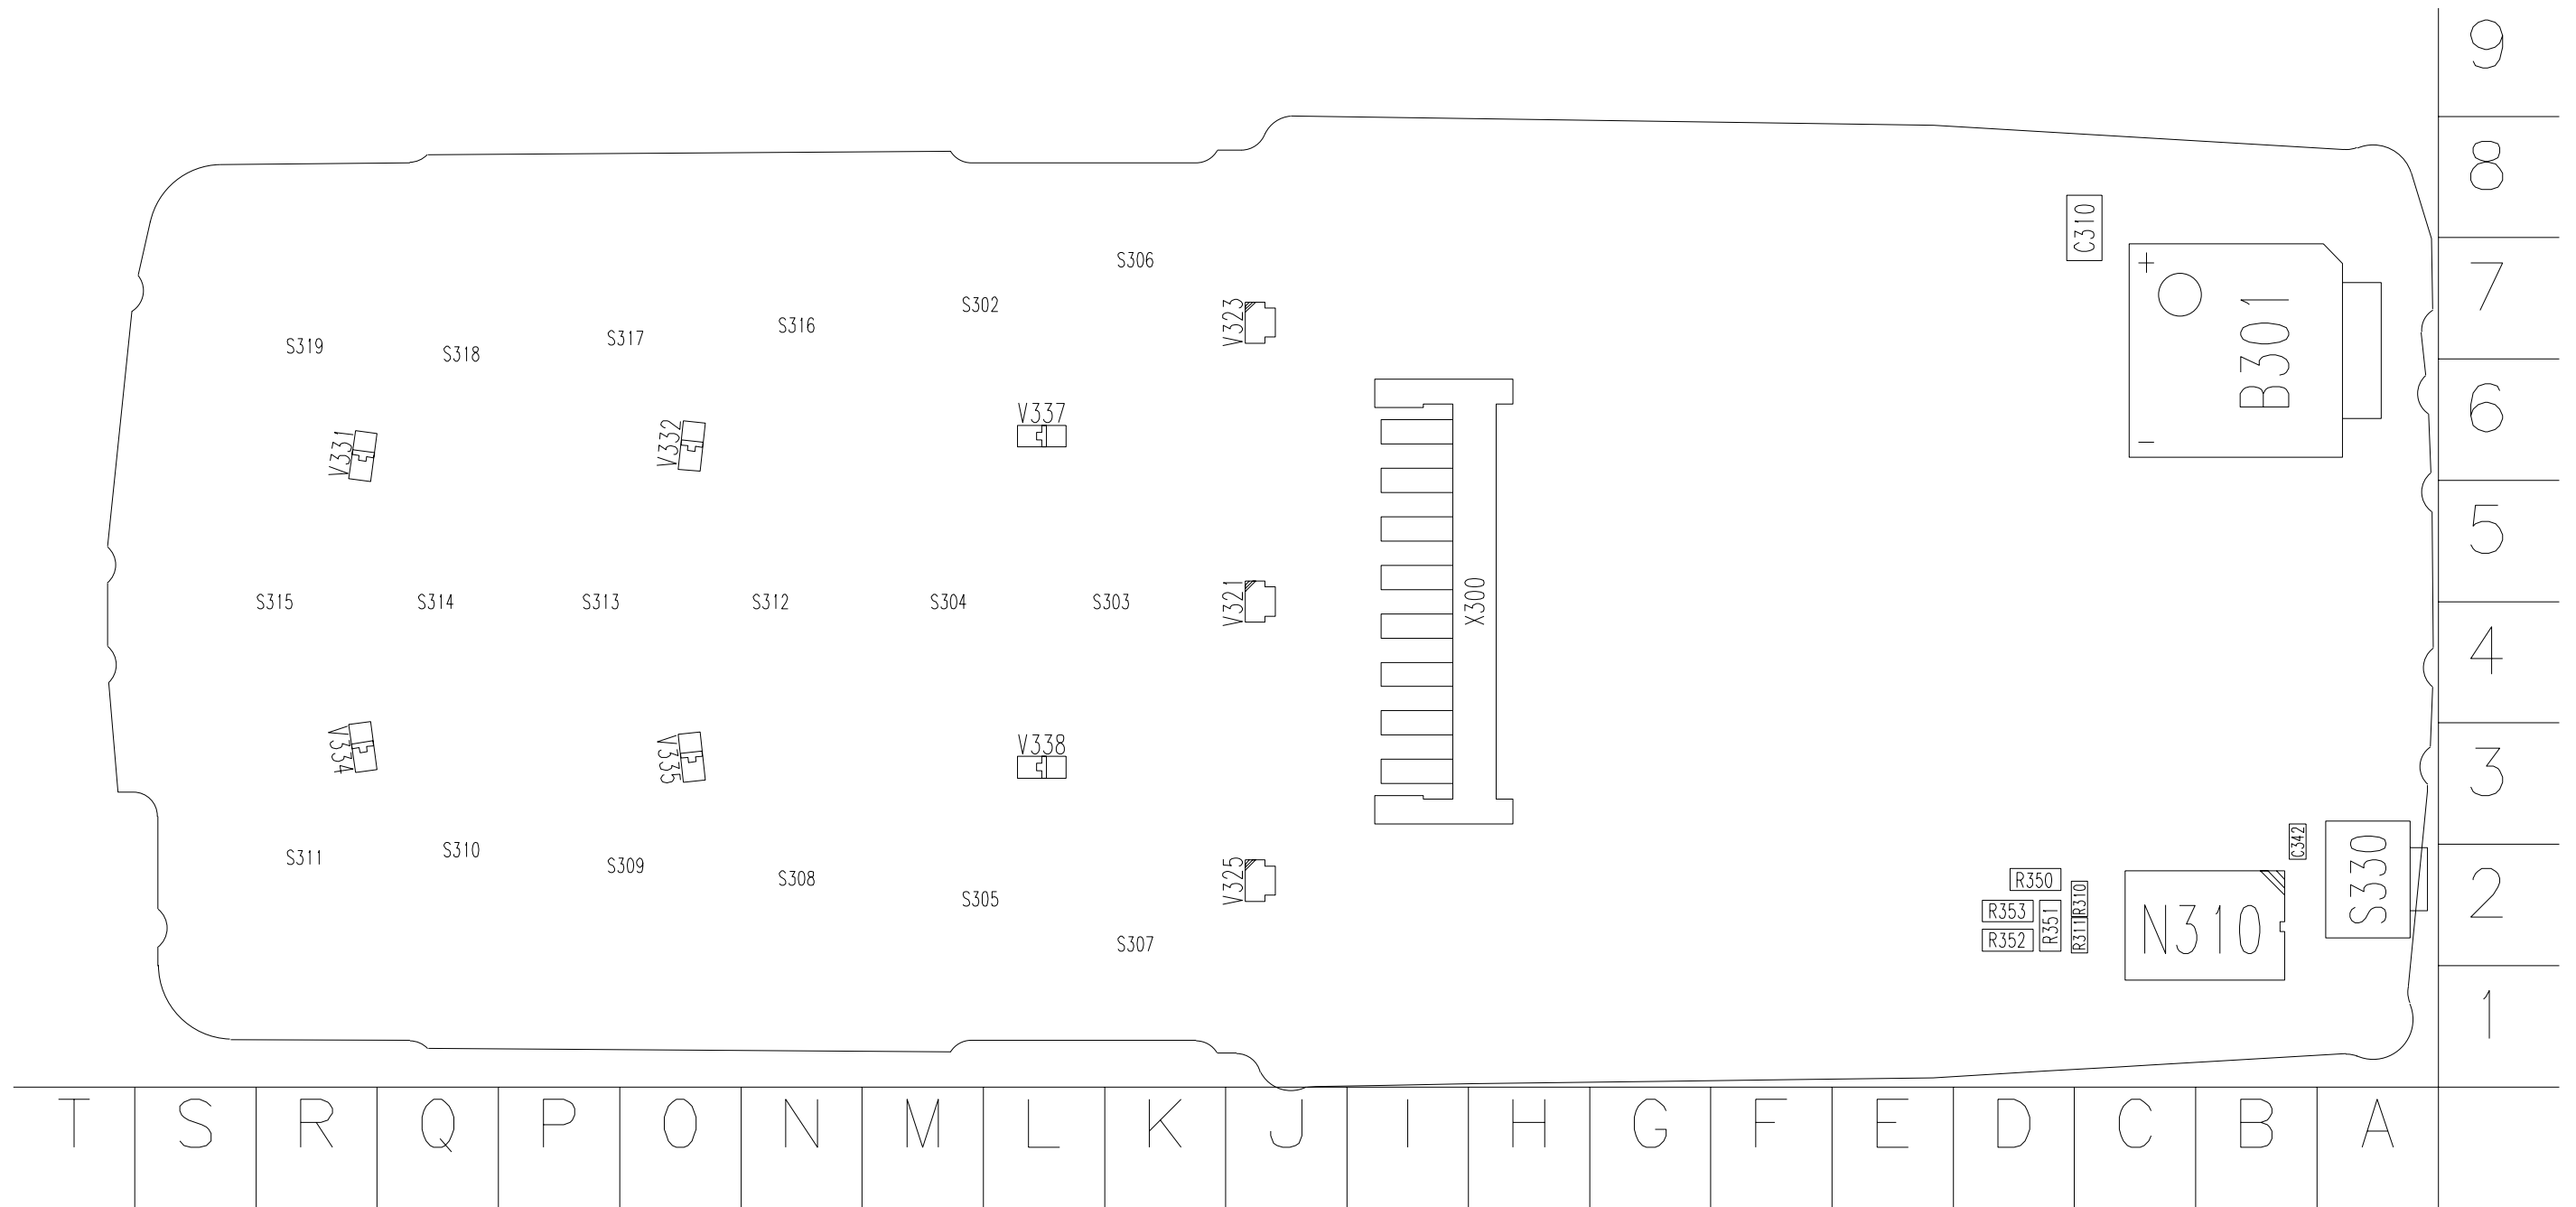 9
8
C310
S306
+
7
S302
V323
S316
S317
S319
S318
B301
V337
6
V332
V331
−
5
S315
S314
S313
S312
S304
S303
V321
X300
4
V334
V335
V338
3
C342
S311
S310
S309
S308
S305
V325
R350
S330
2
R353
R351
R310
R352
R311
N310
S307
1
T S R Q P O N M L K J I H G F E D C B A